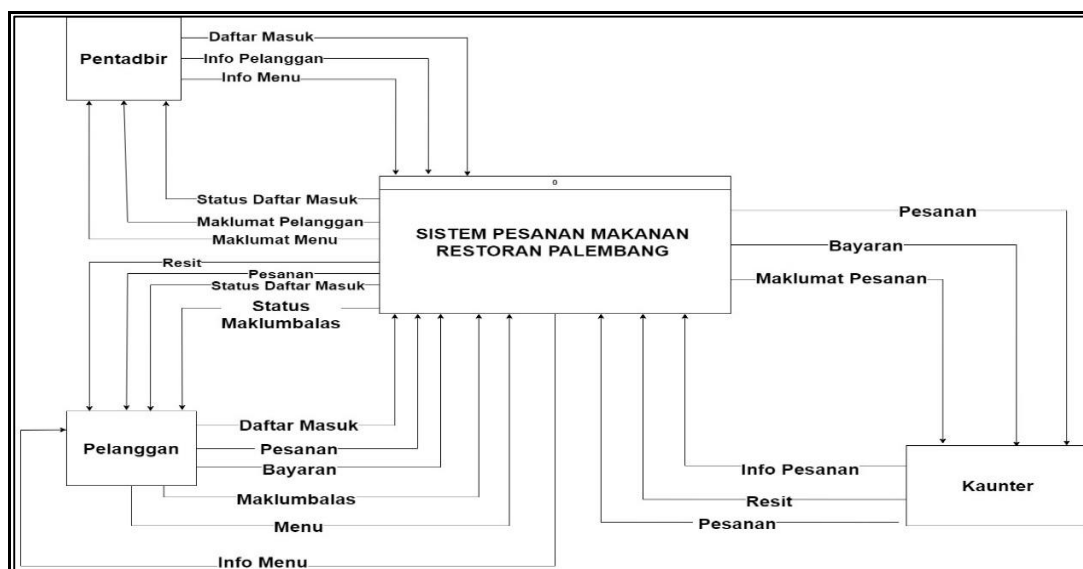 Daftar Masuk
Pentadbir
Info Pelanggan
Info Menu
0
Status Daftar Masuk
Maklumat Pelanggan
Maklumat Menu
SISTEM PESANAN MAKANAN
RESTORAN PALEMBANG
Pesanan
Bayaran
Maklumat Pesanan
Resit
Pesanan
Status Daftar Masuk
Status
Maklumbalas
Pelanggan
Daftar Masuk
Pesanan
Bayaran
Maklumbalas
Menu
Info Menu
Info Pesanan
Resit
Pesanan
Kaunter